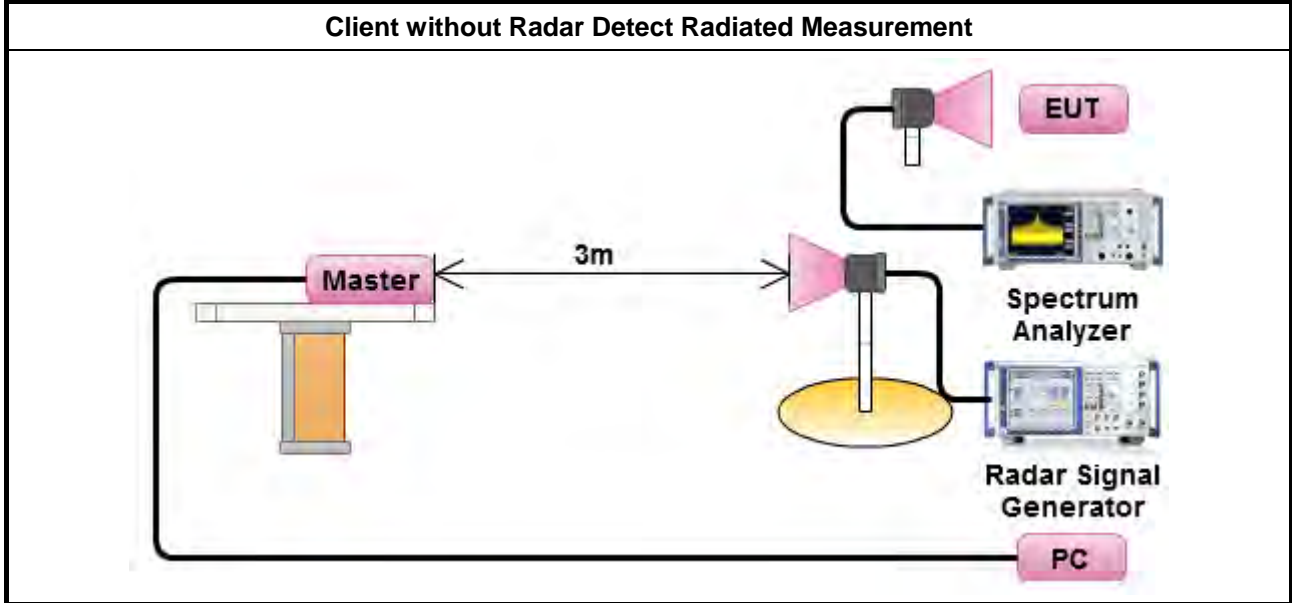 Client without Radar Detect Radiated Measurement
EUT
3m
Master
Spectrum
Analyzer
Radar Signal
Generator
PC